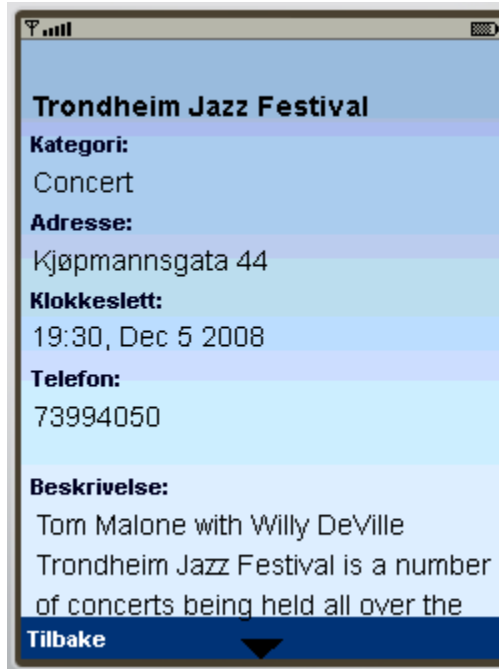 Trondheim Jazz Festival
Kategori:
Concert
Adresse:
Kjøpmannsgata 44
Klokkeslett:
19:30, Dec 5 2008
Telefon:
73994050
Beskrivelse:
Tom Malone with Willy DeVille
Trondheim Jazz Festival is a number
of concerts being held all over the
Tilbake